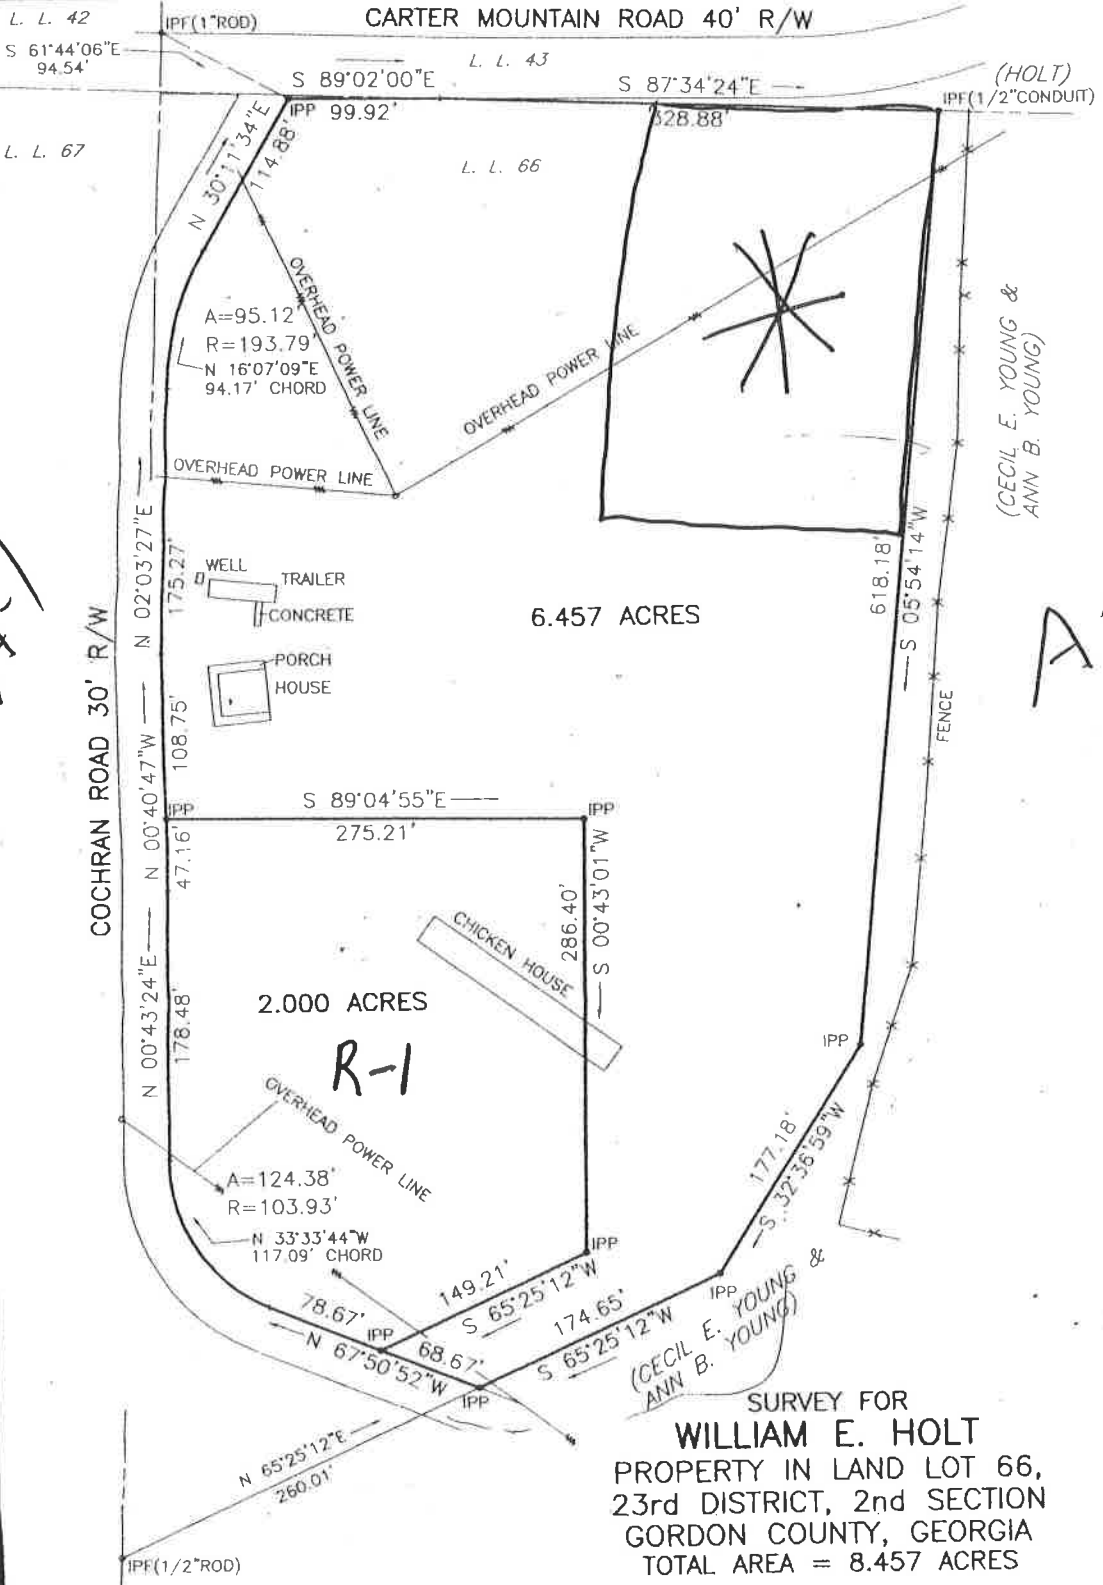 L. L. 42
IPF(1"ROD)
CARTER MOUNTAIN ROAD 40' R/W
S 61°44'06"E
94.54'
L. L. 43
S 89°02'00"E
S 87°34'24"E
(HOLT)
IPF(1/2"CONDUIT)
IPP
99.92'
328.88'
L. L. 67
N 30°11'34"E
114.88'
L. L. 66
OVERHEAD POWER LINE
A=95.12'
R=193.79'
N 16°07'09"E
94.17' CHORD
OVERHEAD POWER LINE
(CECIL E. YOUNG &
ANN B. YOUNG)
OVERHEAD POWER LINE
N 02°03'27"E
175.27'
WELL
TRAILER
CONCRETE
6.457 ACRES
618.18'
S 05°54'14"W
PORCH
HOUSE
A
COCHRAN ROAD 30' R/W
N 00°40'47"W
108.75'
FENCE
S 89°04'55"E
IPP
IPP
275.21'
47.16'
286.40'
S 00°43'01"W
CHICKEN HOUSE
2.000 ACRES
N 00°43'24"E
178.48'
R-1
IPP
OVERHEAD POWER LINE
A=124.38'
R=103.93'
N 33°33'44"W
117.09' CHORD
177.18'
S 32°36'59"W
IPP
149.21'
S 65°25'12"W
IPP
78.67'
IPP
N 67°50'52"W
68.67'
174.65'
S 65°25'12"W
(CECIL E. YOUNG &
ANN B. YOUNG)
IPP
N 65°25'12"E
260.01'
IPF(1/2"ROD)
SURVEY FOR
WILLIAM E. HOLT
PROPERTY IN LAND LOT 66,
23rd DISTRICT, 2nd SECTION
GORDON COUNTY, GEORGIA
TOTAL AREA = 8.457 ACRES